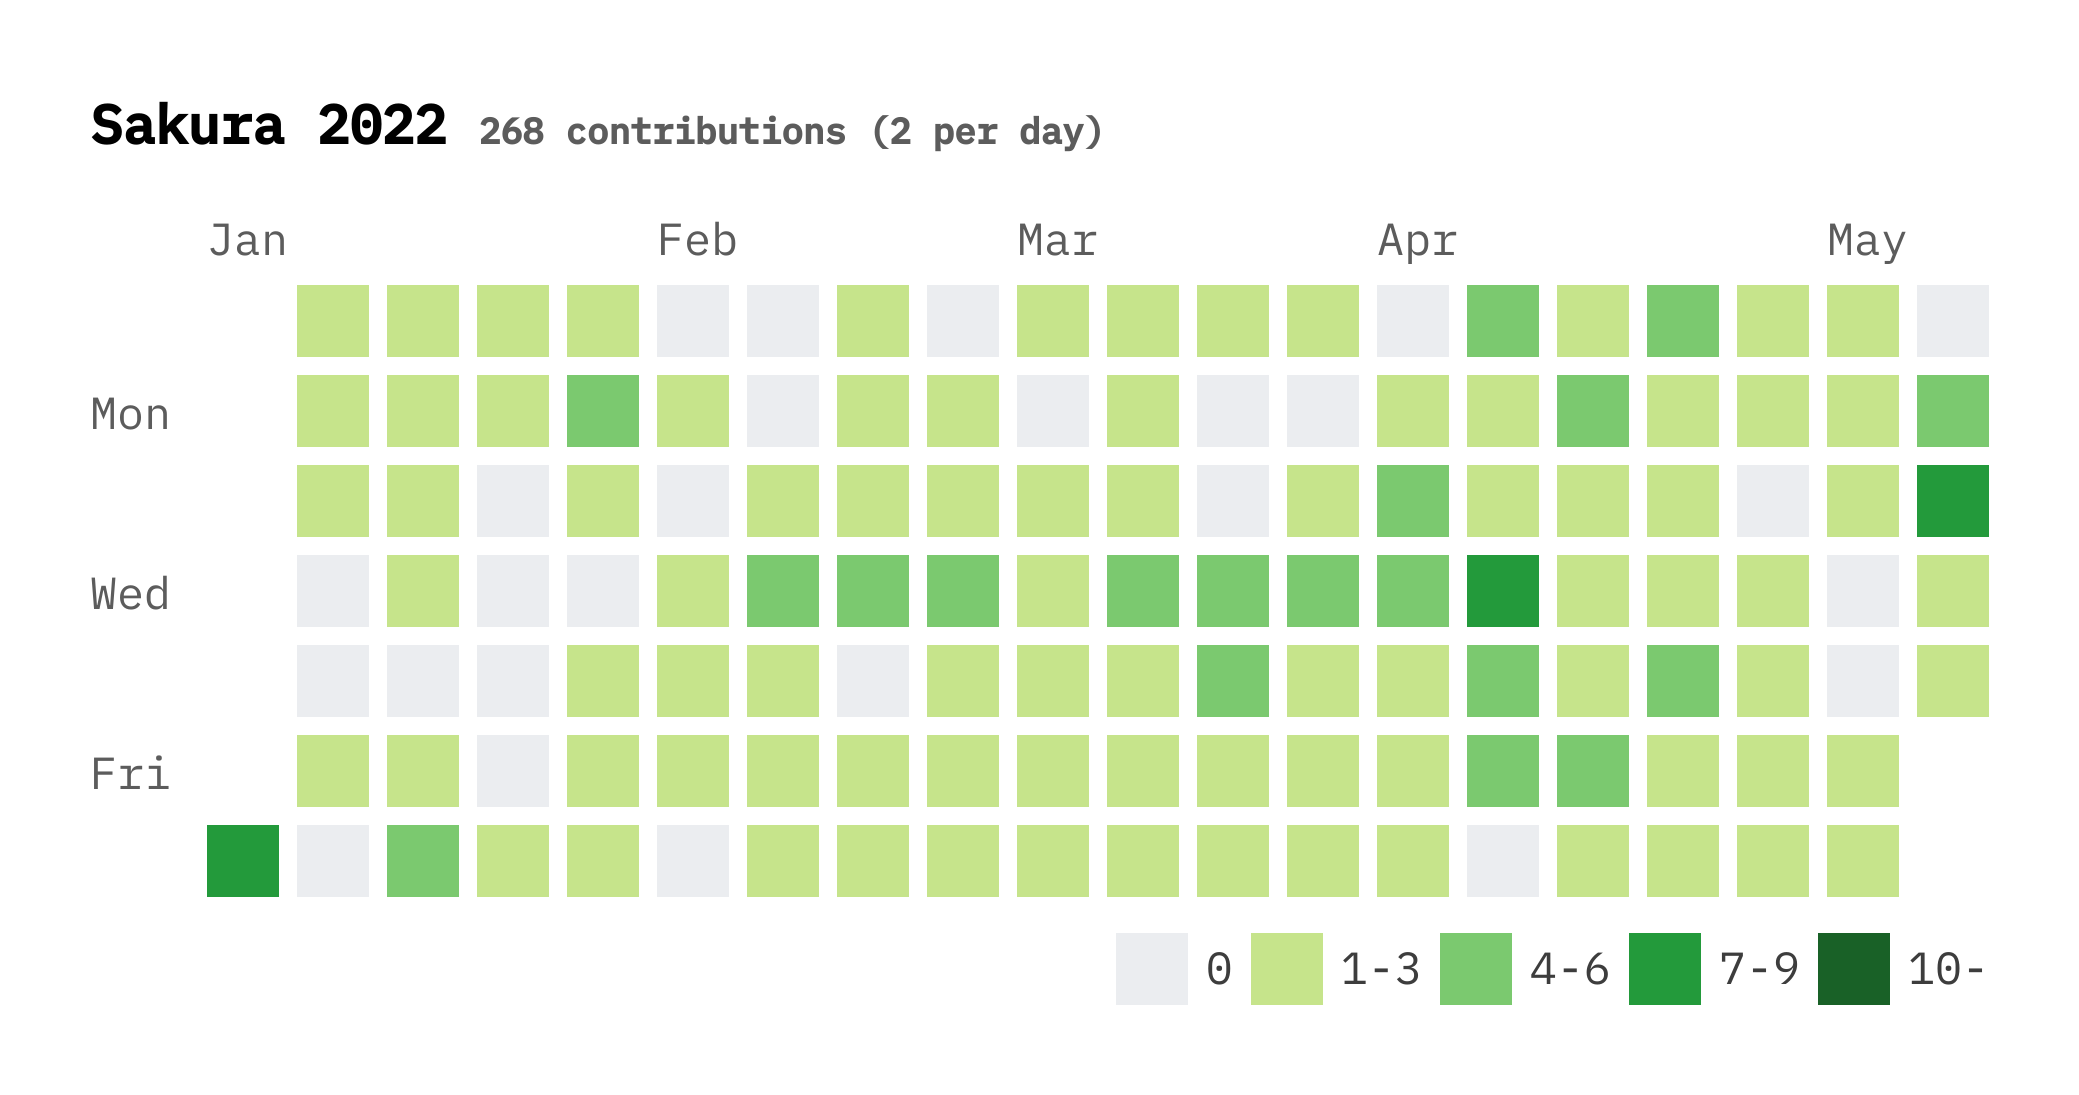 Sakura 2022 268 contributions (2 per day)
Jan Feb Mar Apr May
Mon
Wed
Fri
0 1-3 4-6 7-9 10-